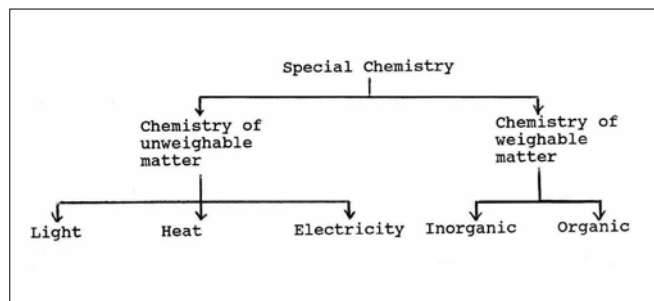 Special Chemistry
Chemistry of
unweighable
matter
Chemistry of
weighable
matter
Light
Heat
Electricity
Inorganic
Organic